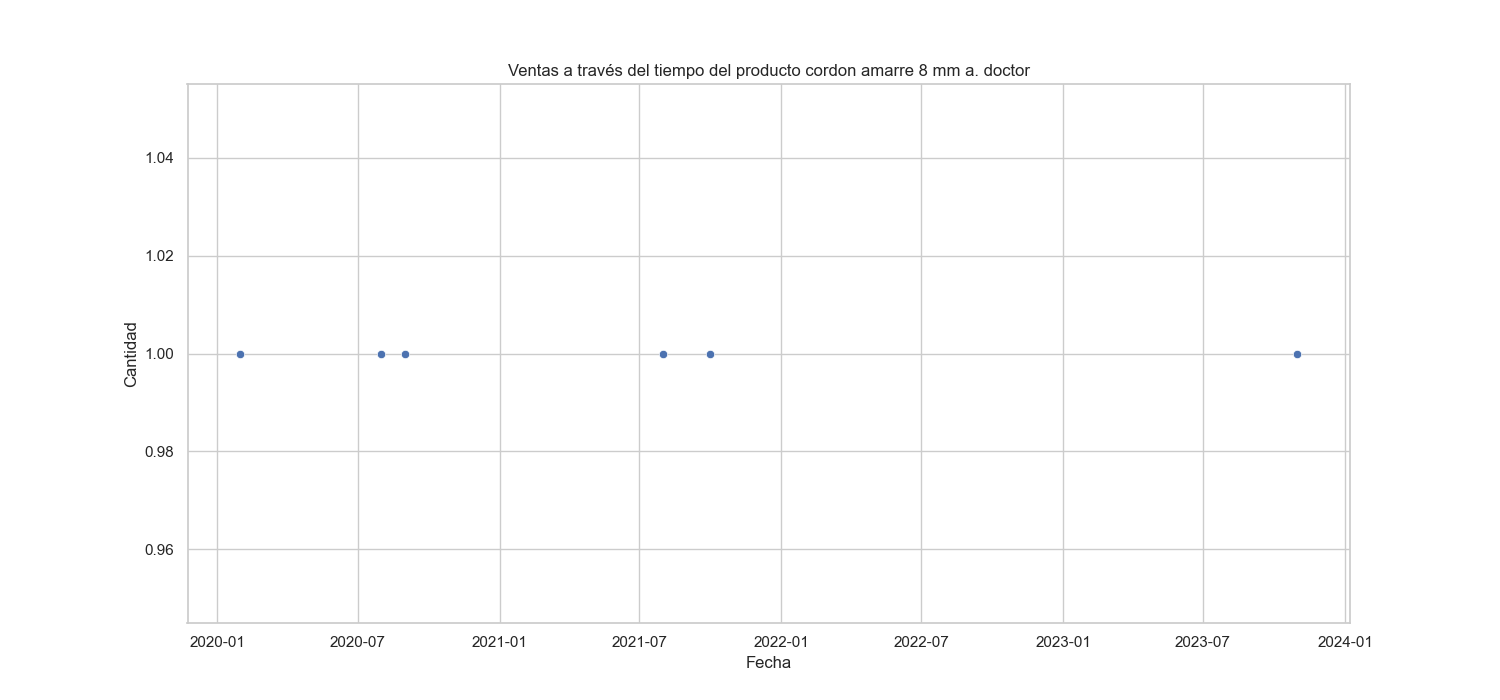 Ventas a través del tiempo del producto cordon amarre 8 mm a. doctor
1.04
1.02
1.00
0.98
0.96
Cantidad
2020-01 2020-07 2021-01 2021-07 2022-01 2022-07 2023-01 2023-07 2024-01
Fecha